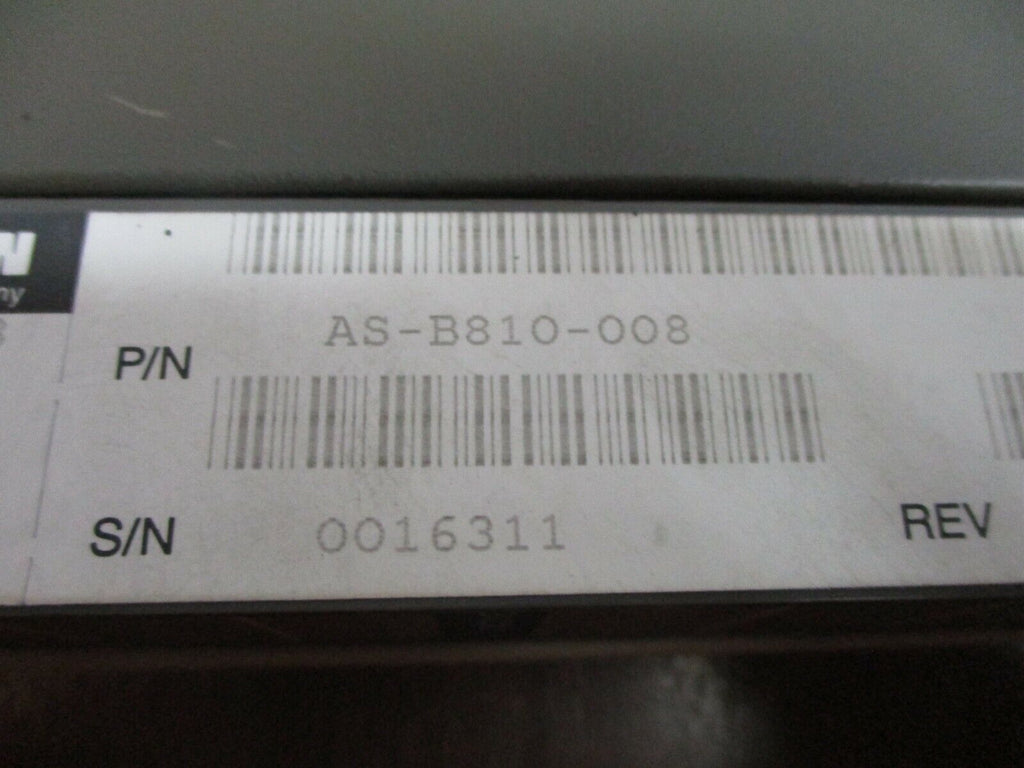 AS-B810-008
P/N
S/N 0016311 REV